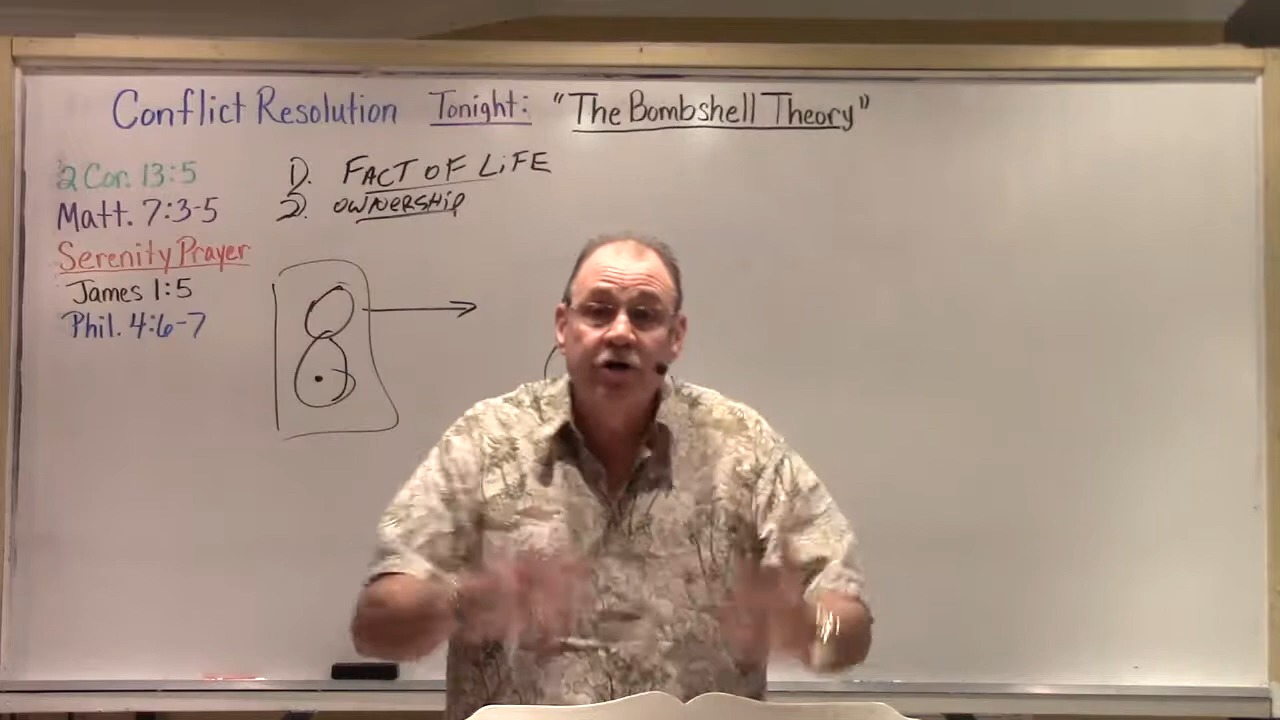 Conflict Resolution Tonight: "The Bombshell Theory"
2 Cor. 13:5
Matt. 7:3-5
Serenity Prayer
James 1:5
Phil. 4:6-7
1). FACT OF LiFE
2). OWNERSHiP